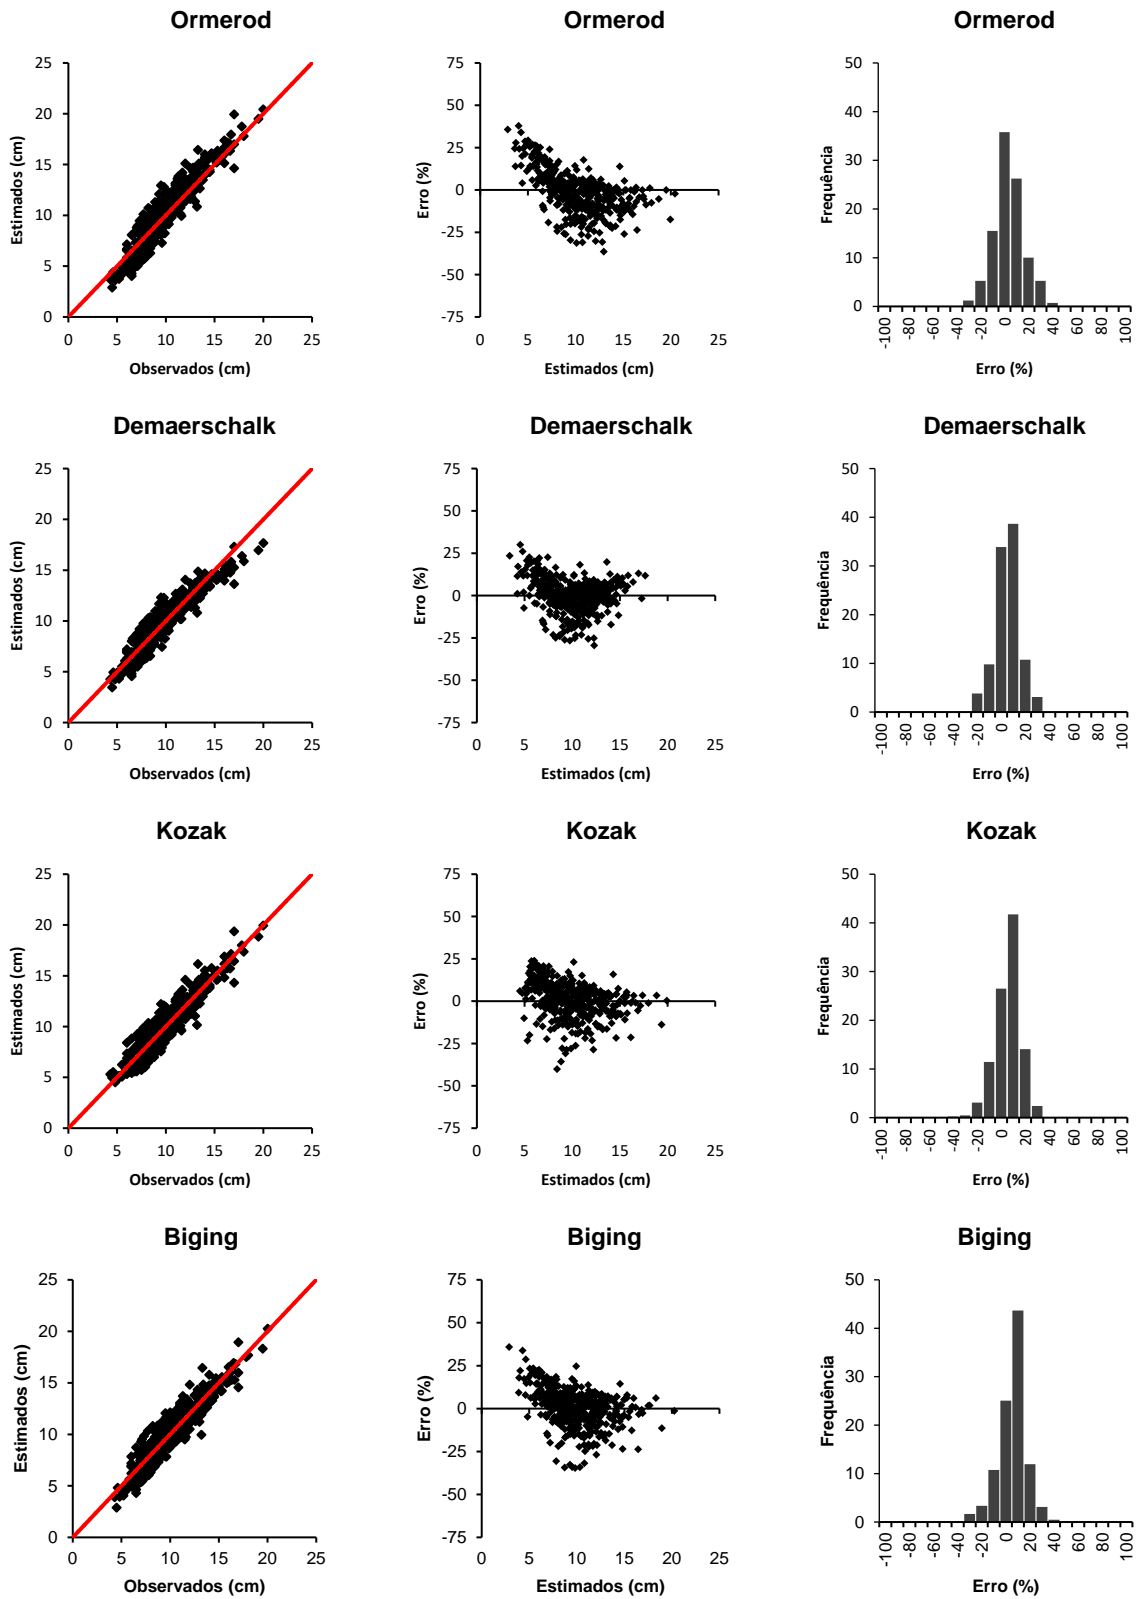 Ormerod Ormerod Ormerod
25 75 50
20 50 40
15 25 30
10 0 20
5 -25 10
0 -50 0
-75
0 5 10 15 20 25
0 5 10 15 20 25
-100 -80 -60 -40 -20 0 20 40 60 80 100
Estimados (cm)
Erro (%)
Frequência
Observados (cm) Estimados (cm) Erro (%)
Demaerschalk Demaerschalk Demaerschalk
25 75 50
20 50 40
15 25 30
10 0 20
5 -25 10
0 -50 0
-75
0 5 10 15 20 25
0 5 10 15 20 25
-100 -80 -60 -40 -20 0 20 40 60 80 100
Estimados (cm)
Erro (%)
Frequência
Observados (cm) Estimados (cm) Erro (%)
Kozak Kozak Kozak
25 75 50
20 50 40
15 25 30
10 0 20
5 -25 10
0 -50 0
-75
0 5 10 15 20 25
0 5 10 15 20 25
-100 -80 -60 -40 -20 0 20 40 60 80 100
Estimados (cm)
Erro (%)
Frequência
Observados (cm) Estimados (cm) Erro (%)
Biging Biging Biging
25 75 50
20 50 40
15 25 30
10 0 20
5 -25 10
0 -50 0
-75
0 5 10 15 20 25
0 5 10 15 20 25
-100 -80 -60 -40 -20 0 20 40 60 80 100
Estimados (cm)
Erro (%)
Frequência
Observados (cm) Estimados (cm) Erro (%)